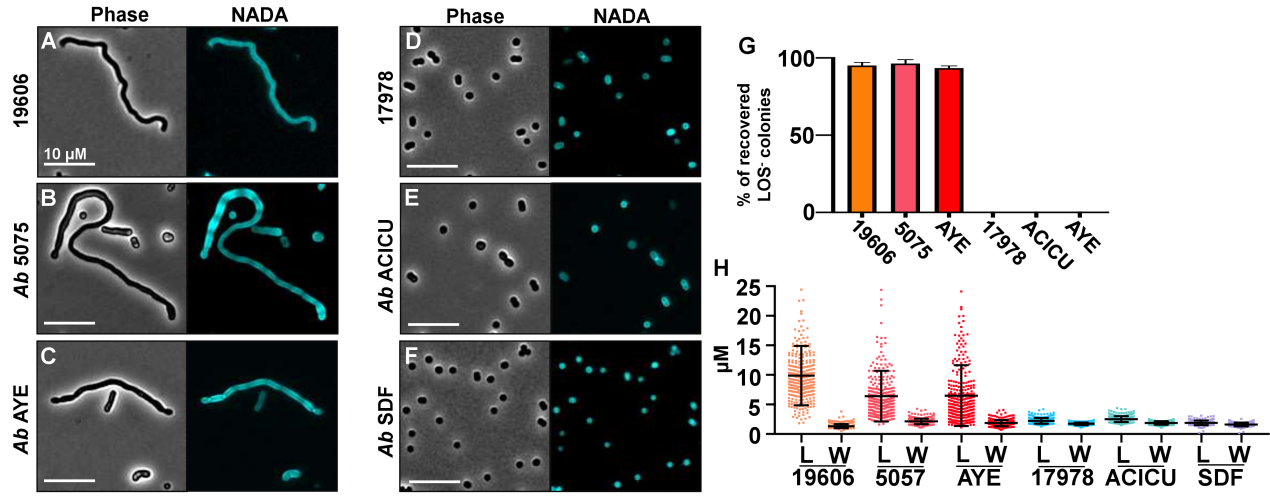 Phase NADA
A
19606
10 µM
B
Ab 5075
C
Ab AYE
Phase NADA
D
17978
E
Ab ACICU
F
Ab SDF
G
% of recovered
LOS- colonies
100
50
0
19606 5075 AYE 17978 ACICU AYE
H
µM
25
20
15
10
5
0
L W L W L W L W L W L W
19606 5057 AYE 17978 ACICU SDF